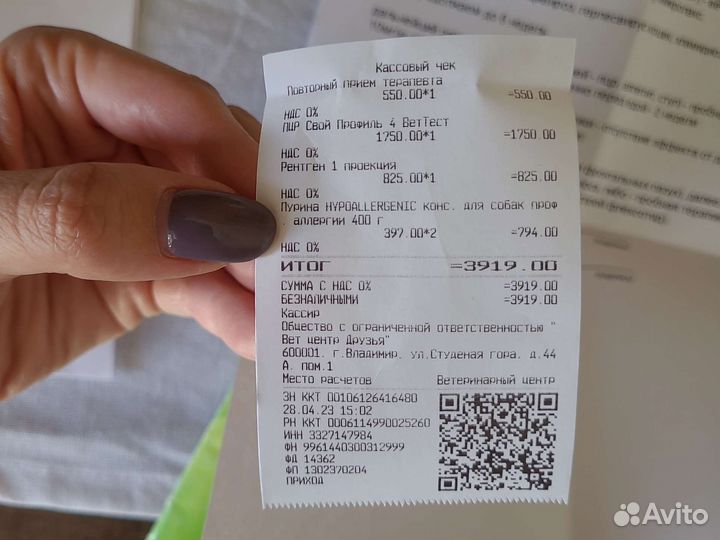 Кассовый чек
Повторный прием терапевта
550.00*1 =550.00
НДС 0%
ПЦР Свой Профиль 4 ВетТест
1750.00*1 =1750.00
НДС 0%
Рентген 1 проекция
825.00*1 =825.00
НДС 0%
Пурина HYPOALLERGENIC конс. для собак проф
. аллергии 400 г
397.00*2 =794.00
НДС 0%
ИТОГ =3919.00
СУММА С НДС 0% =3919.00
БЕЗНАЛИЧНЫМИ =3919.00
Кассир
Общество с ограниченной ответственностью "
Вет центр Друзья"
600001, г.Владимир, ул.Студеная гора, д.44
А, пом.1
Место расчетов Ветеринарный центр
ЗН ККТ 00106126416480
28.04.23 15:02
РН ККТ 0006114990025260
ИНН 3327147984
ФН 9961440300312999
ФД 14362
ФП 1302370204
ПРИХОД
Avito